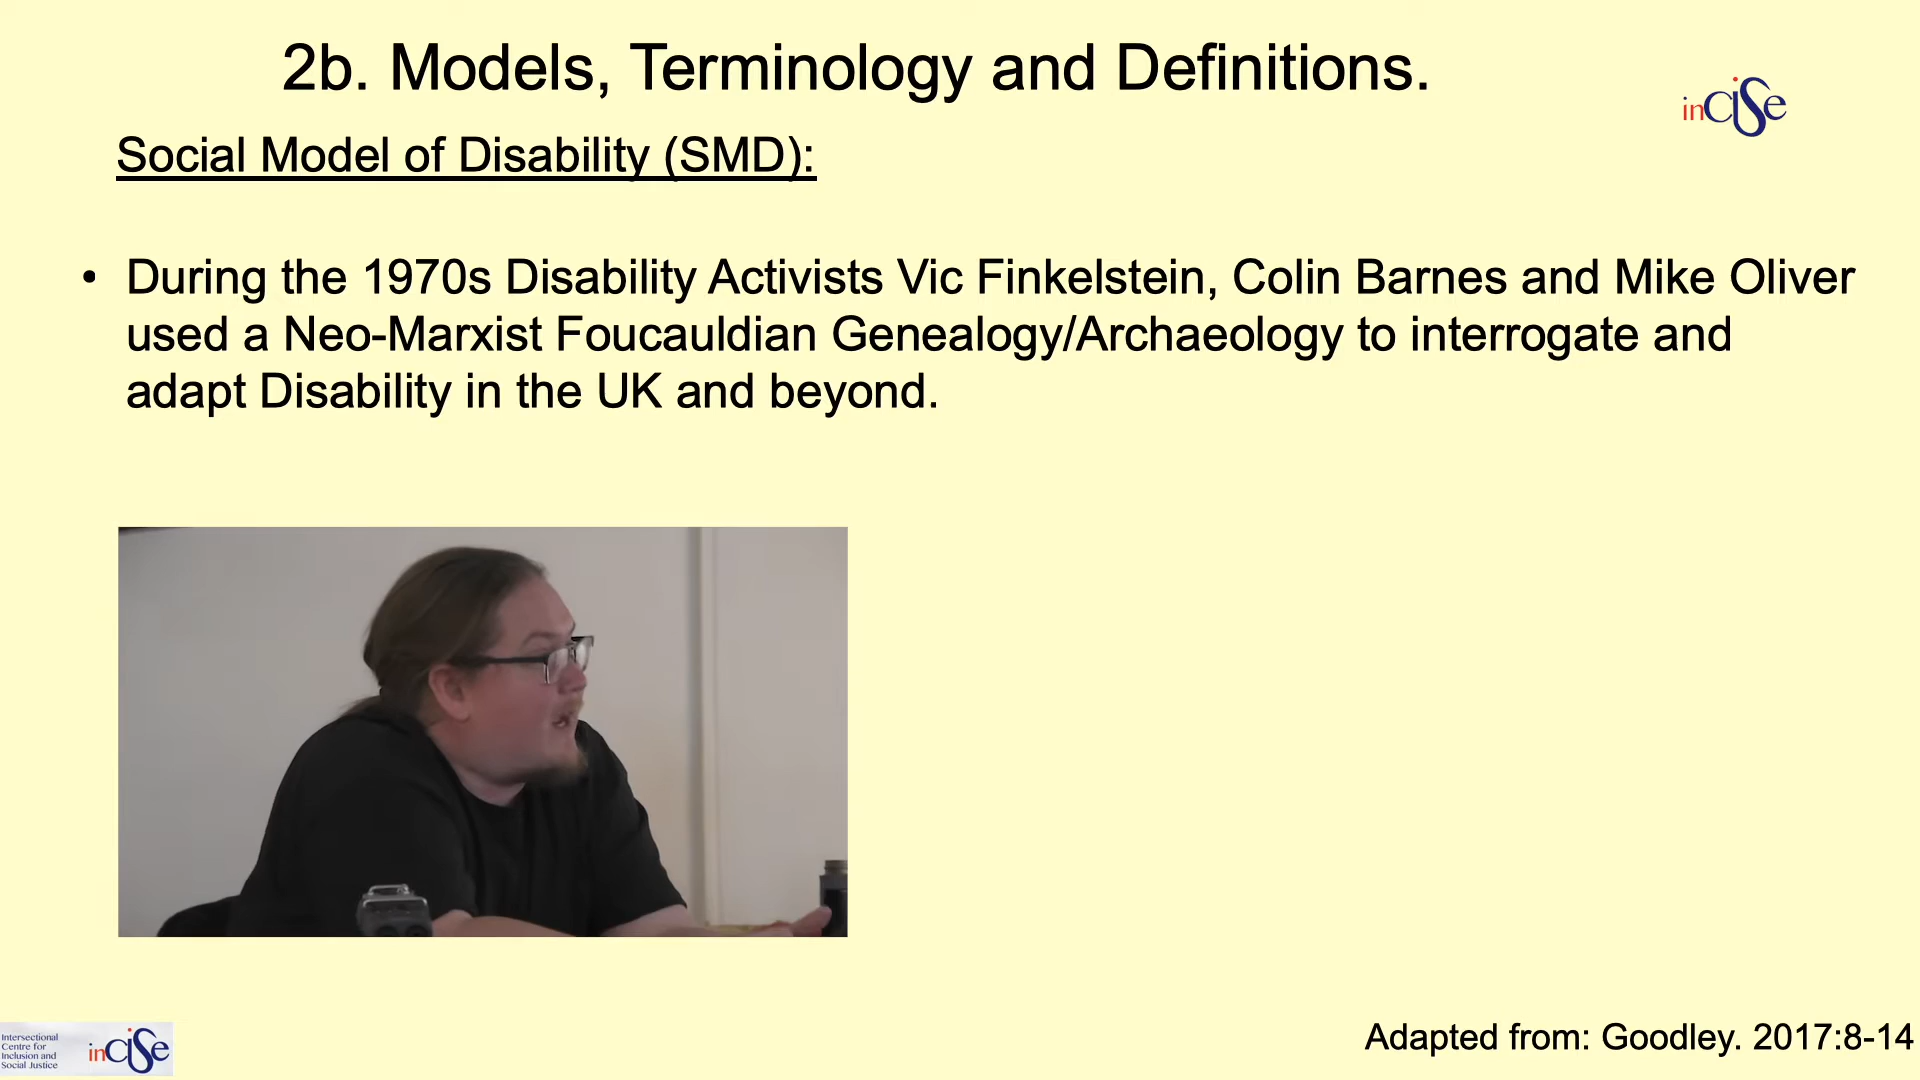 2b. Models, Terminology and Definitions.
inCISe
Social Model of Disability (SMD):
• During the 1970s Disability Activists Vic Finkelstein, Colin Barnes and Mike Oliver
used a Neo-Marxist Foucauldian Genealogy/Archaeology to interrogate and
adapt Disability in the UK and beyond.
Intersectional
Centre for
Inclusion and
Social Justice
inCISe
Adapted from: Goodley. 2017:8-14